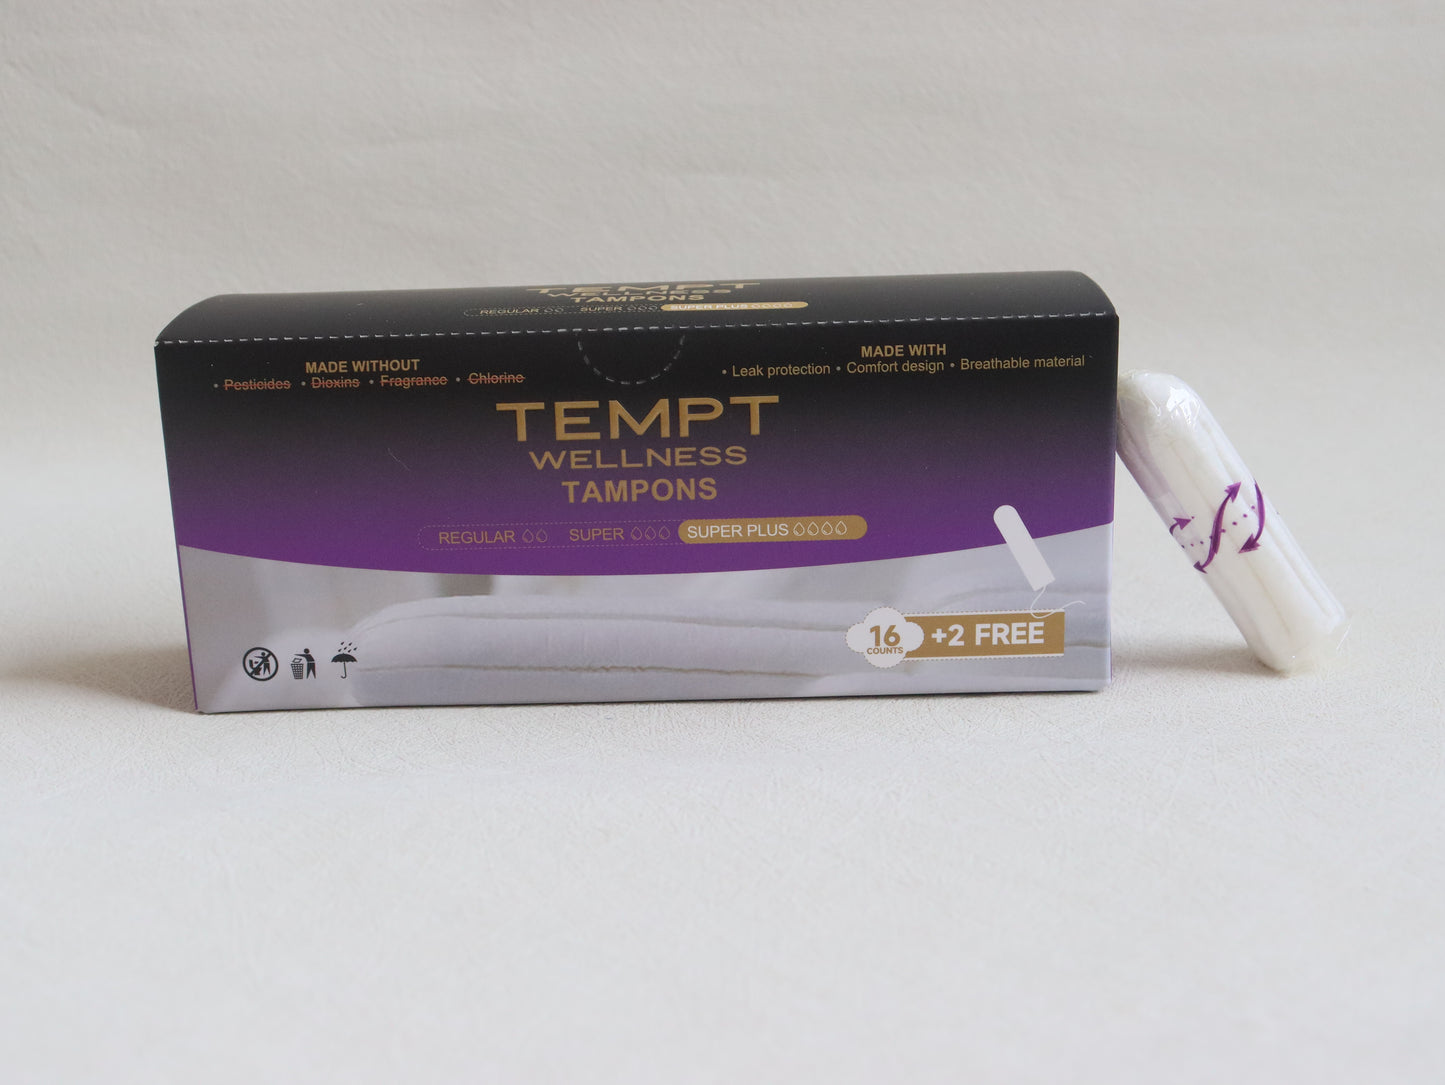 TEMPT
WELLNESS
TAMPONS
REGULAR SUPER SUPER PLUS
MADE WITHOUT
• Pesticides • Dioxins • Fragrance • Chlorine
MADE WITH
• Leak protection • Comfort design • Breathable material
TEMPT
WELLNESS
TAMPONS
REGULAR SUPER SUPER PLUS
16
COUNTS
+2 FREE